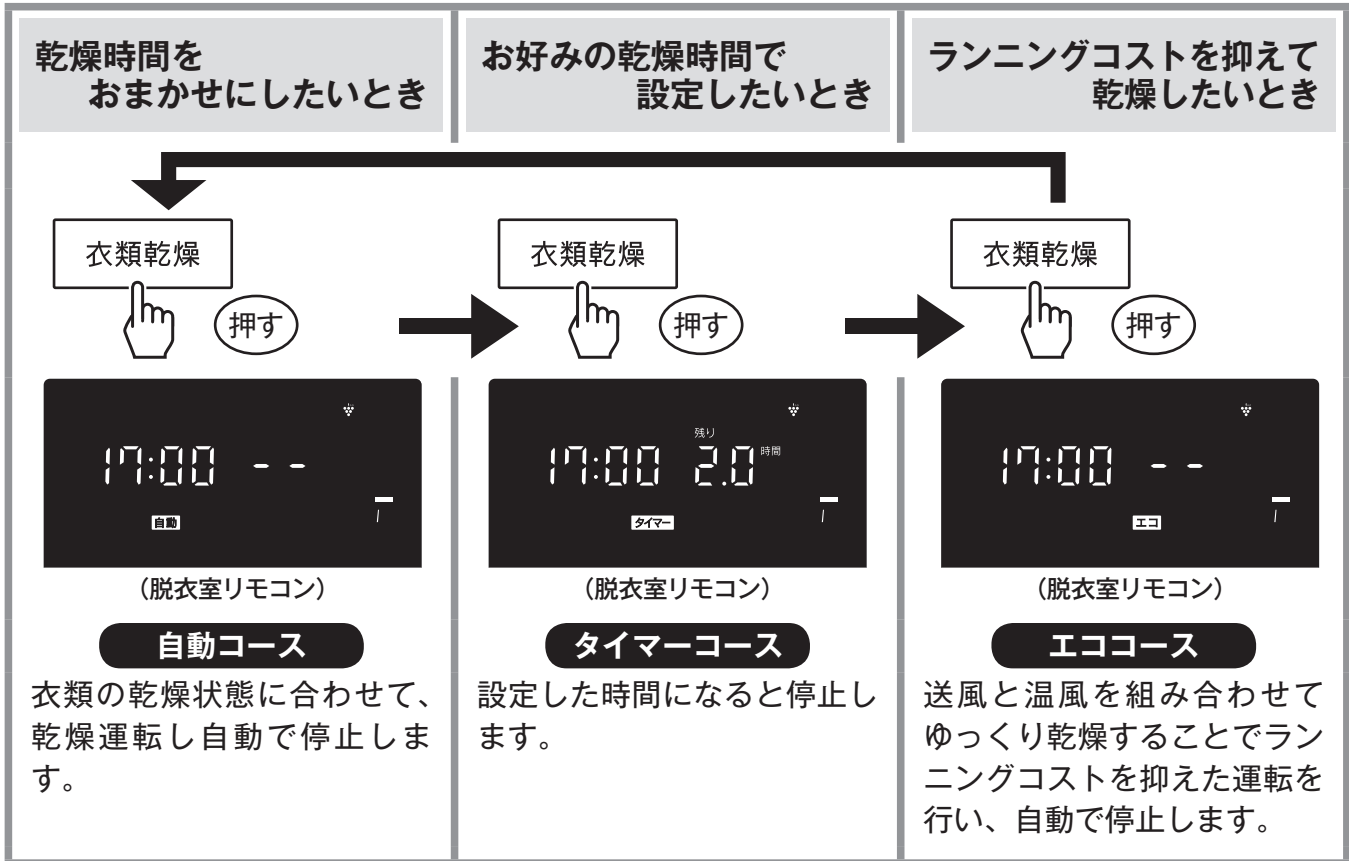 乾燥時間を
おまかせにしたいとき
衣類乾燥
押す
17:00 - -
自動
(脱衣室リモコン)
自動コース
衣類の乾燥状態に合わせて、
乾燥運転し自動で停止しま
す。
お好みの乾燥時間で
設定したいとき
衣類乾燥
押す
残り
17:00 2.0 時間
タイマー
(脱衣室リモコン)
タイマーコース
設定した時間になると停止し
ます。
ランニングコストを抑えて
乾燥したいとき
衣類乾燥
押す
17:00 - -
エコ
(脱衣室リモコン)
エココース
送風と温風を組み合わせて
ゆっくり乾燥することでラン
ニングコストを抑えた運転を
行い、自動で停止します。